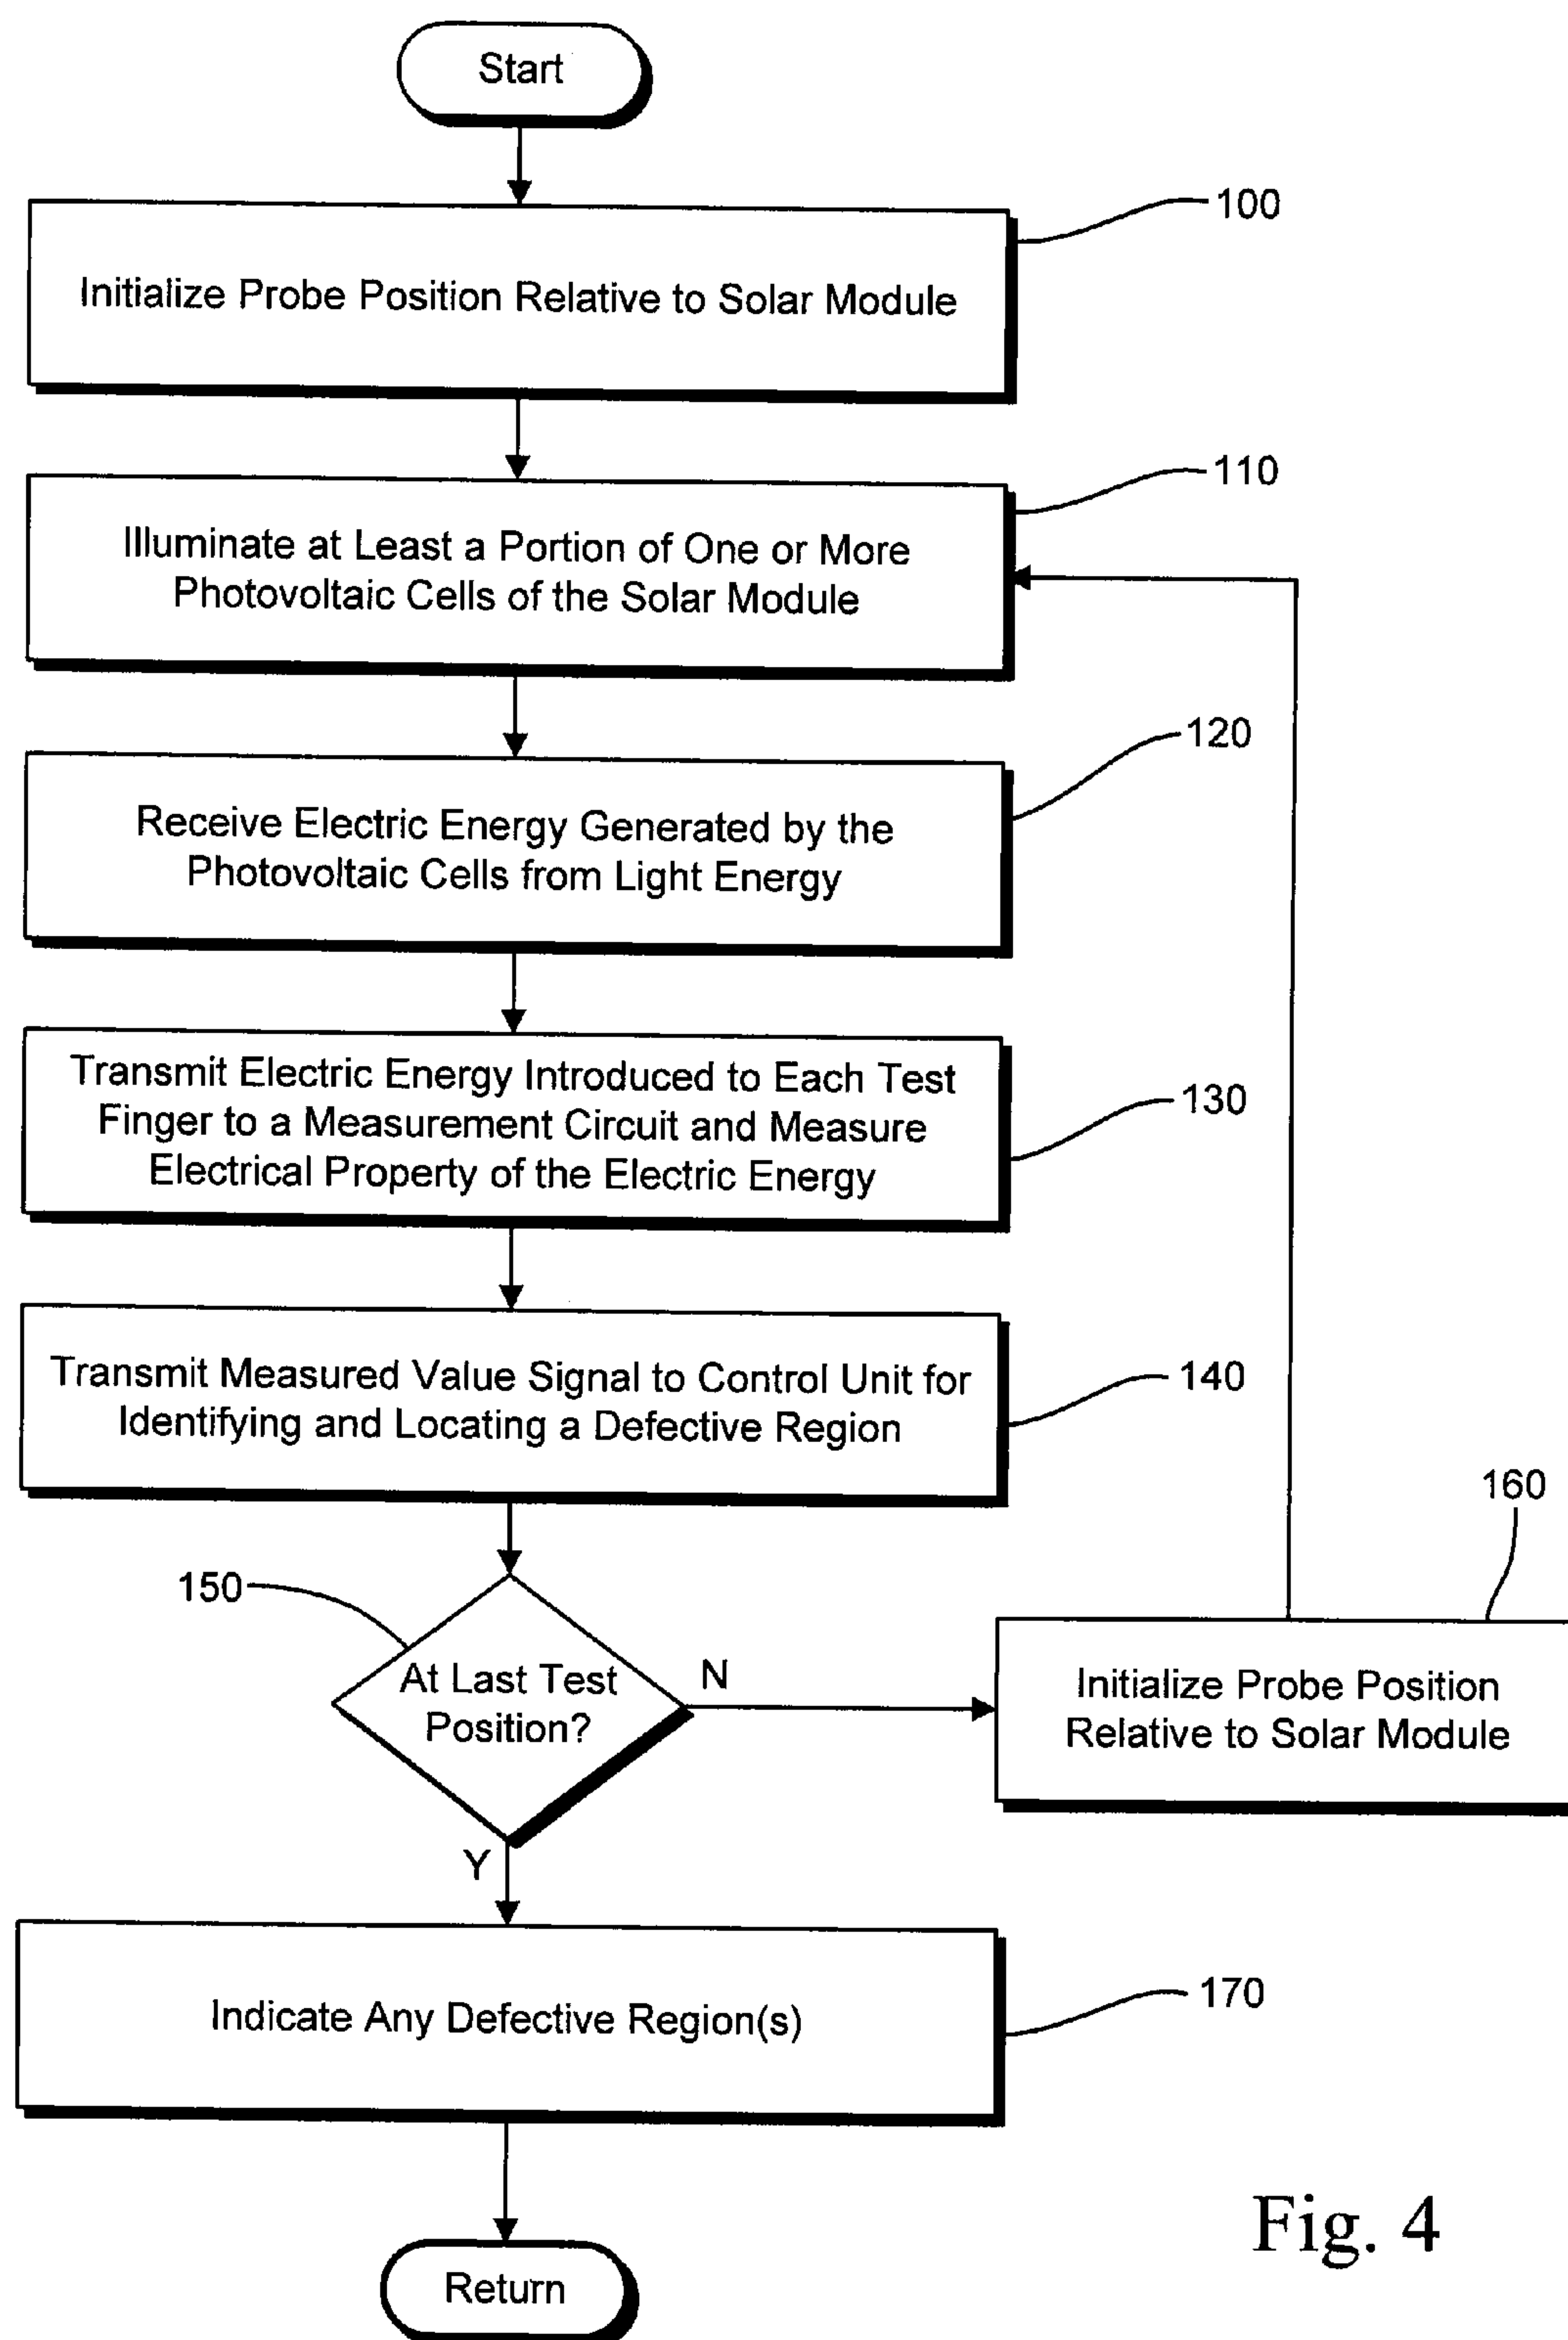 Start
100
Initialize Probe Position Relative to Solar Module
110
Illuminate at Least a Portion of One or More
Photovoltaic Cells of the Solar Module
120
Receive Electric Energy Generated by the
Photovoltaic Cells from Light Energy
Transmit Electric Energy Introduced to Each Test
Finger to a Measurement Circuit and Measure
Electrical Property of the Electric Energy
130
Transmit Measured Value Signal to Control Unit for
Identifying and Locating a Defective Region
140
150
At Last Test
Position?
N
160
Initialize Probe Position
Relative to Solar Module
Y
Indicate Any Defective Region(s)
170
Return
Fig. 4